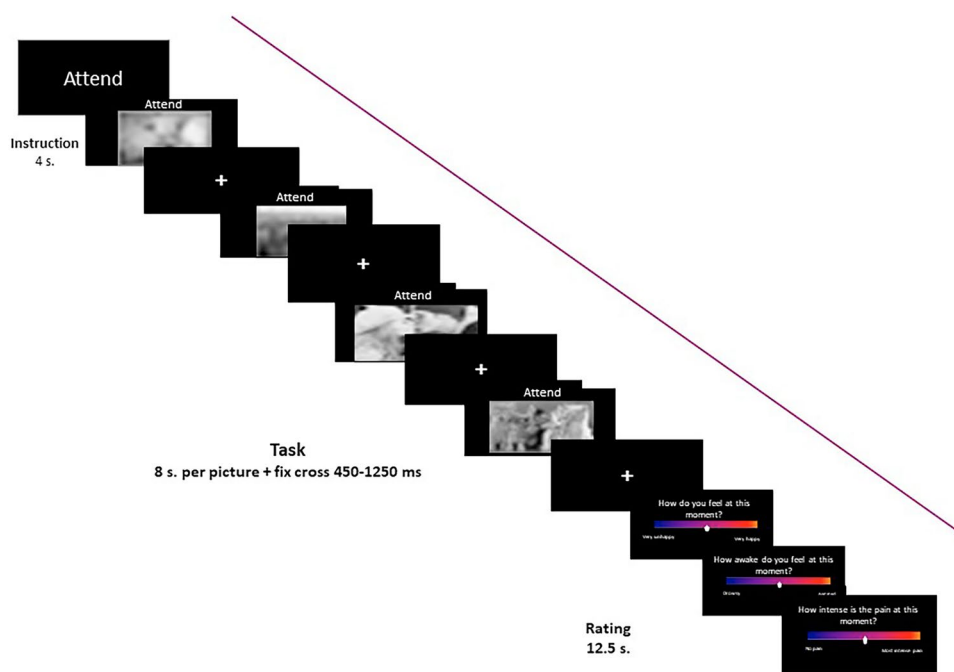 Attend
Attend
Instruction
4 s.
+
Attend
+
Attend
+
Attend
Task
8 s. per picture + fix cross 450-1250 ms
+
How do you feel at this
moment?
Very unhappy
Very happy
How awake do you feel at this
moment?
Rating
12.5 s.
How intense is the pain at this
moment?
No pain
Most intense pain